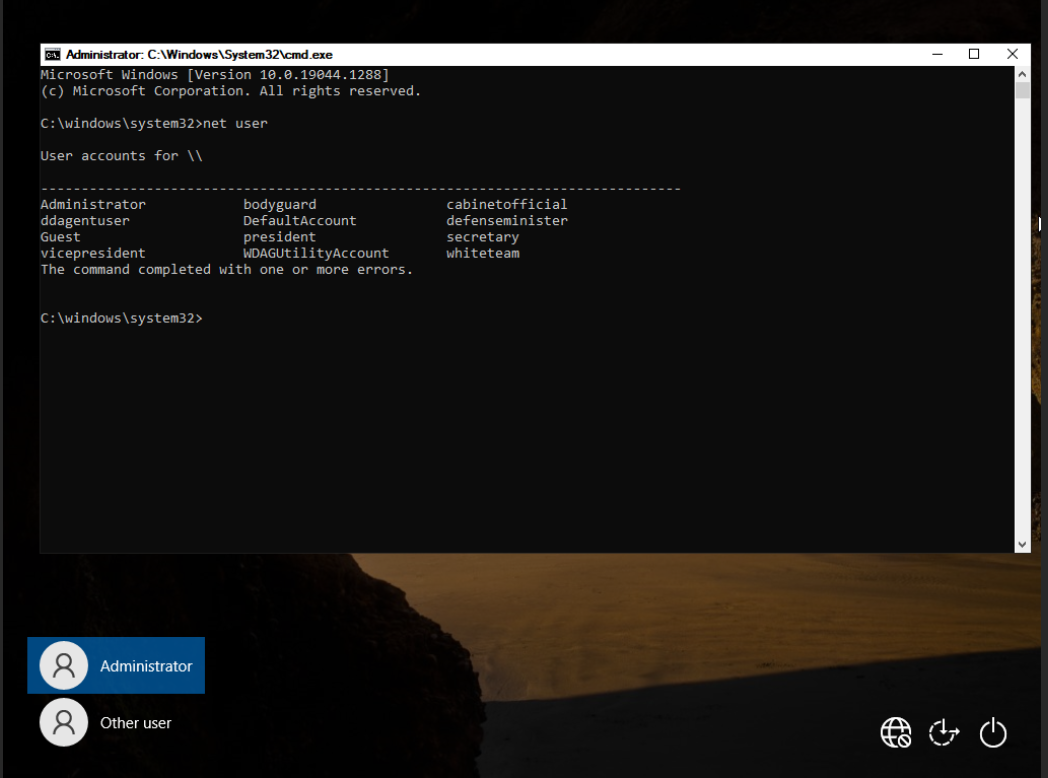 Administrator: C:\Windows\System32\cmd.exe
Microsoft Windows [Version 10.0.19044.1288]
(c) Microsoft Corporation. All rights reserved.
C:\windows\system32>net user
User accounts for \\
-------------------------------------------------------------------------------
Administrator bodyguard cabinetofficial
ddagentuser DefaultAccount defenseminister
Guest president secretary
vicepresident WDAGUtilityAccount whiteteam
The command completed with one or more errors.
C:\windows\system32>
Administrator
Other user